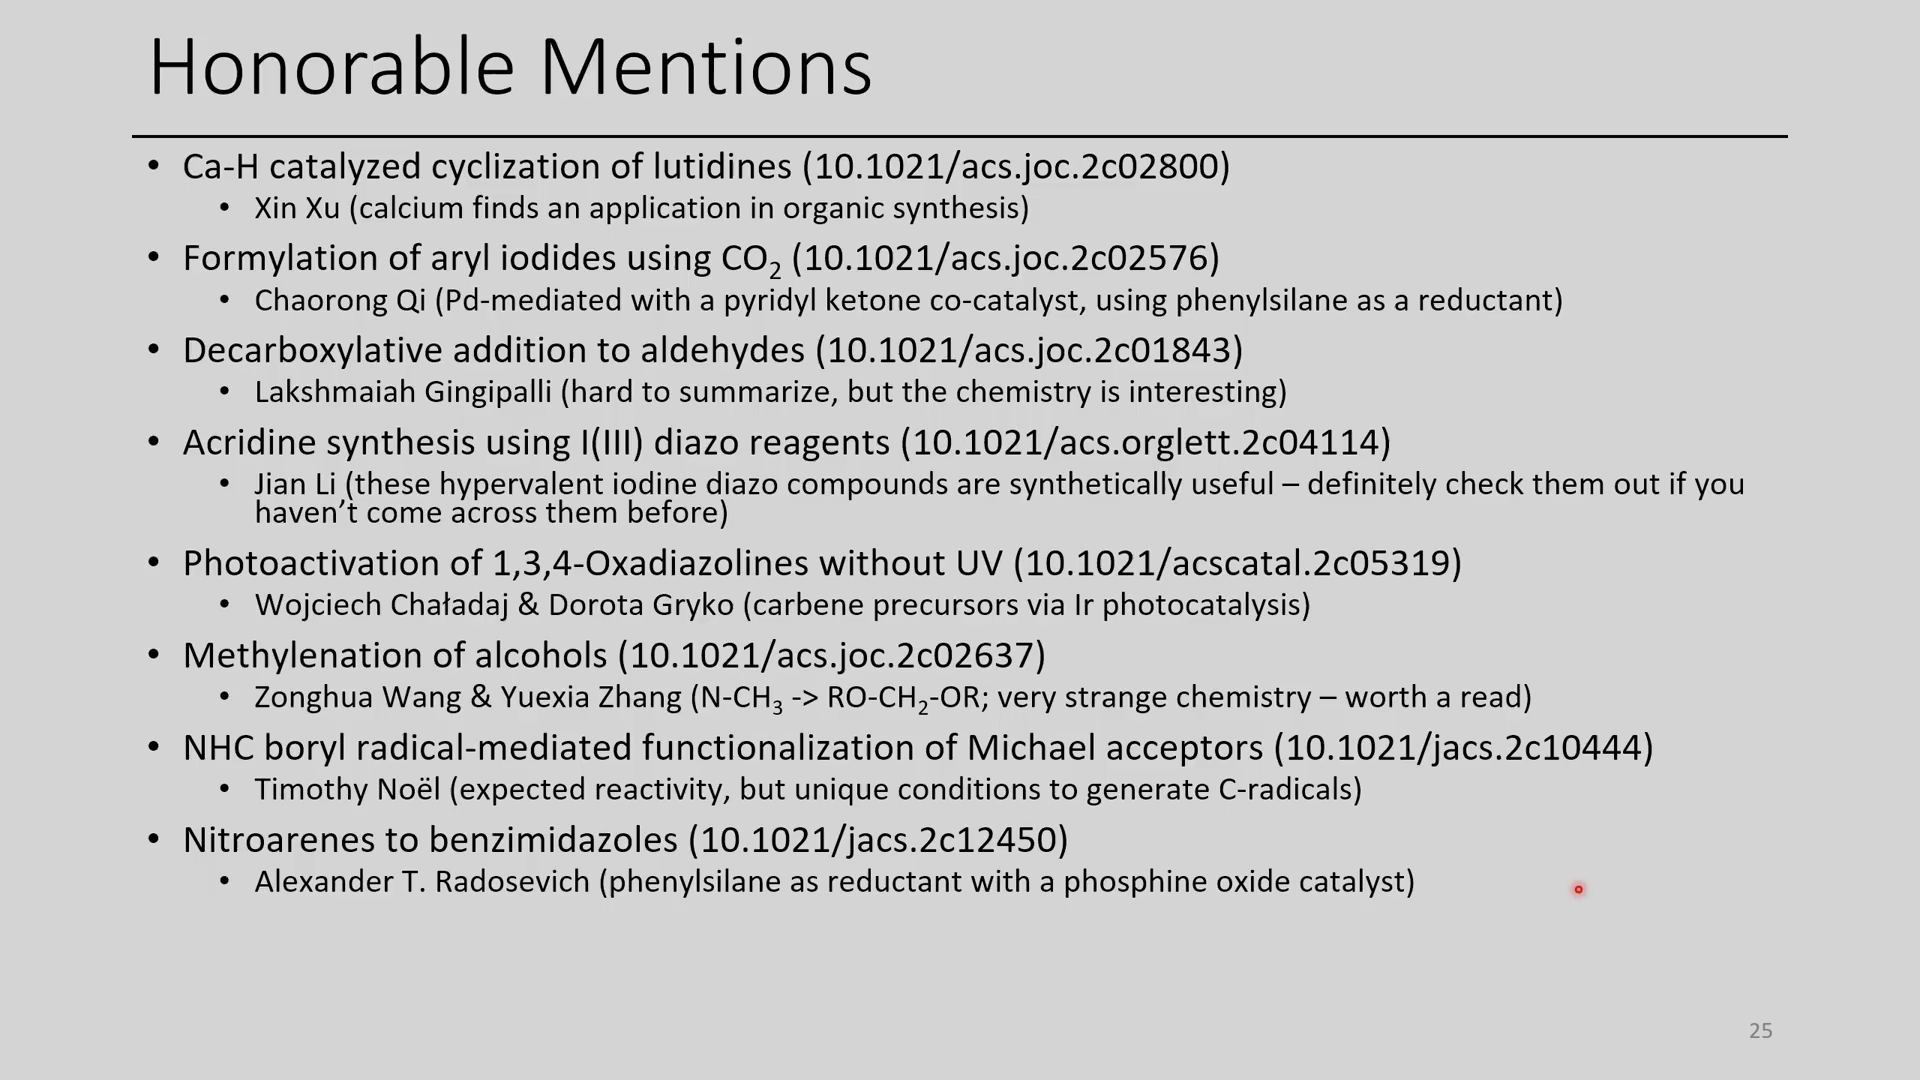 Honorable Mentions
• Ca-H catalyzed cyclization of lutidines (10.1021/acs.joc.2c02800)
• Xin Xu (calcium finds an application in organic synthesis)
• Formylation of aryl iodides using CO₂ (10.1021/acs.joc.2c02576)
• Chaorong Qi (Pd-mediated with a pyridyl ketone co-catalyst, using phenylsilane as a reductant)
• Decarboxylative addition to aldehydes (10.1021/acs.joc.2c01843)
• Lakshmaiah Gingipalli (hard to summarize, but the chemistry is interesting)
• Acridine synthesis using I(III) diazo reagents (10.1021/acs.orglett.2c04114)
• Jian Li (these hypervalent iodine diazo compounds are synthetically useful – definitely check them out if you
haven’t come across them before)
• Photoactivation of 1,3,4-Oxadiazolines without UV (10.1021/acscatal.2c05319)
• Wojciech Chaładaj & Dorota Gryko (carbene precursors via Ir photocatalysis)
• Methylenation of alcohols (10.1021/acs.joc.2c02637)
• Zonghua Wang & Yuexia Zhang (N-CH₃ -> RO-CH₂-OR; very strange chemistry – worth a read)
• NHC boryl radical-mediated functionalization of Michael acceptors (10.1021/jacs.2c10444)
• Timothy Noël (expected reactivity, but unique conditions to generate C-radicals)
• Nitroarenes to benzimidazoles (10.1021/jacs.2c12450)
• Alexander T. Radosevich (phenylsilane as reductant with a phosphine oxide catalyst)
25